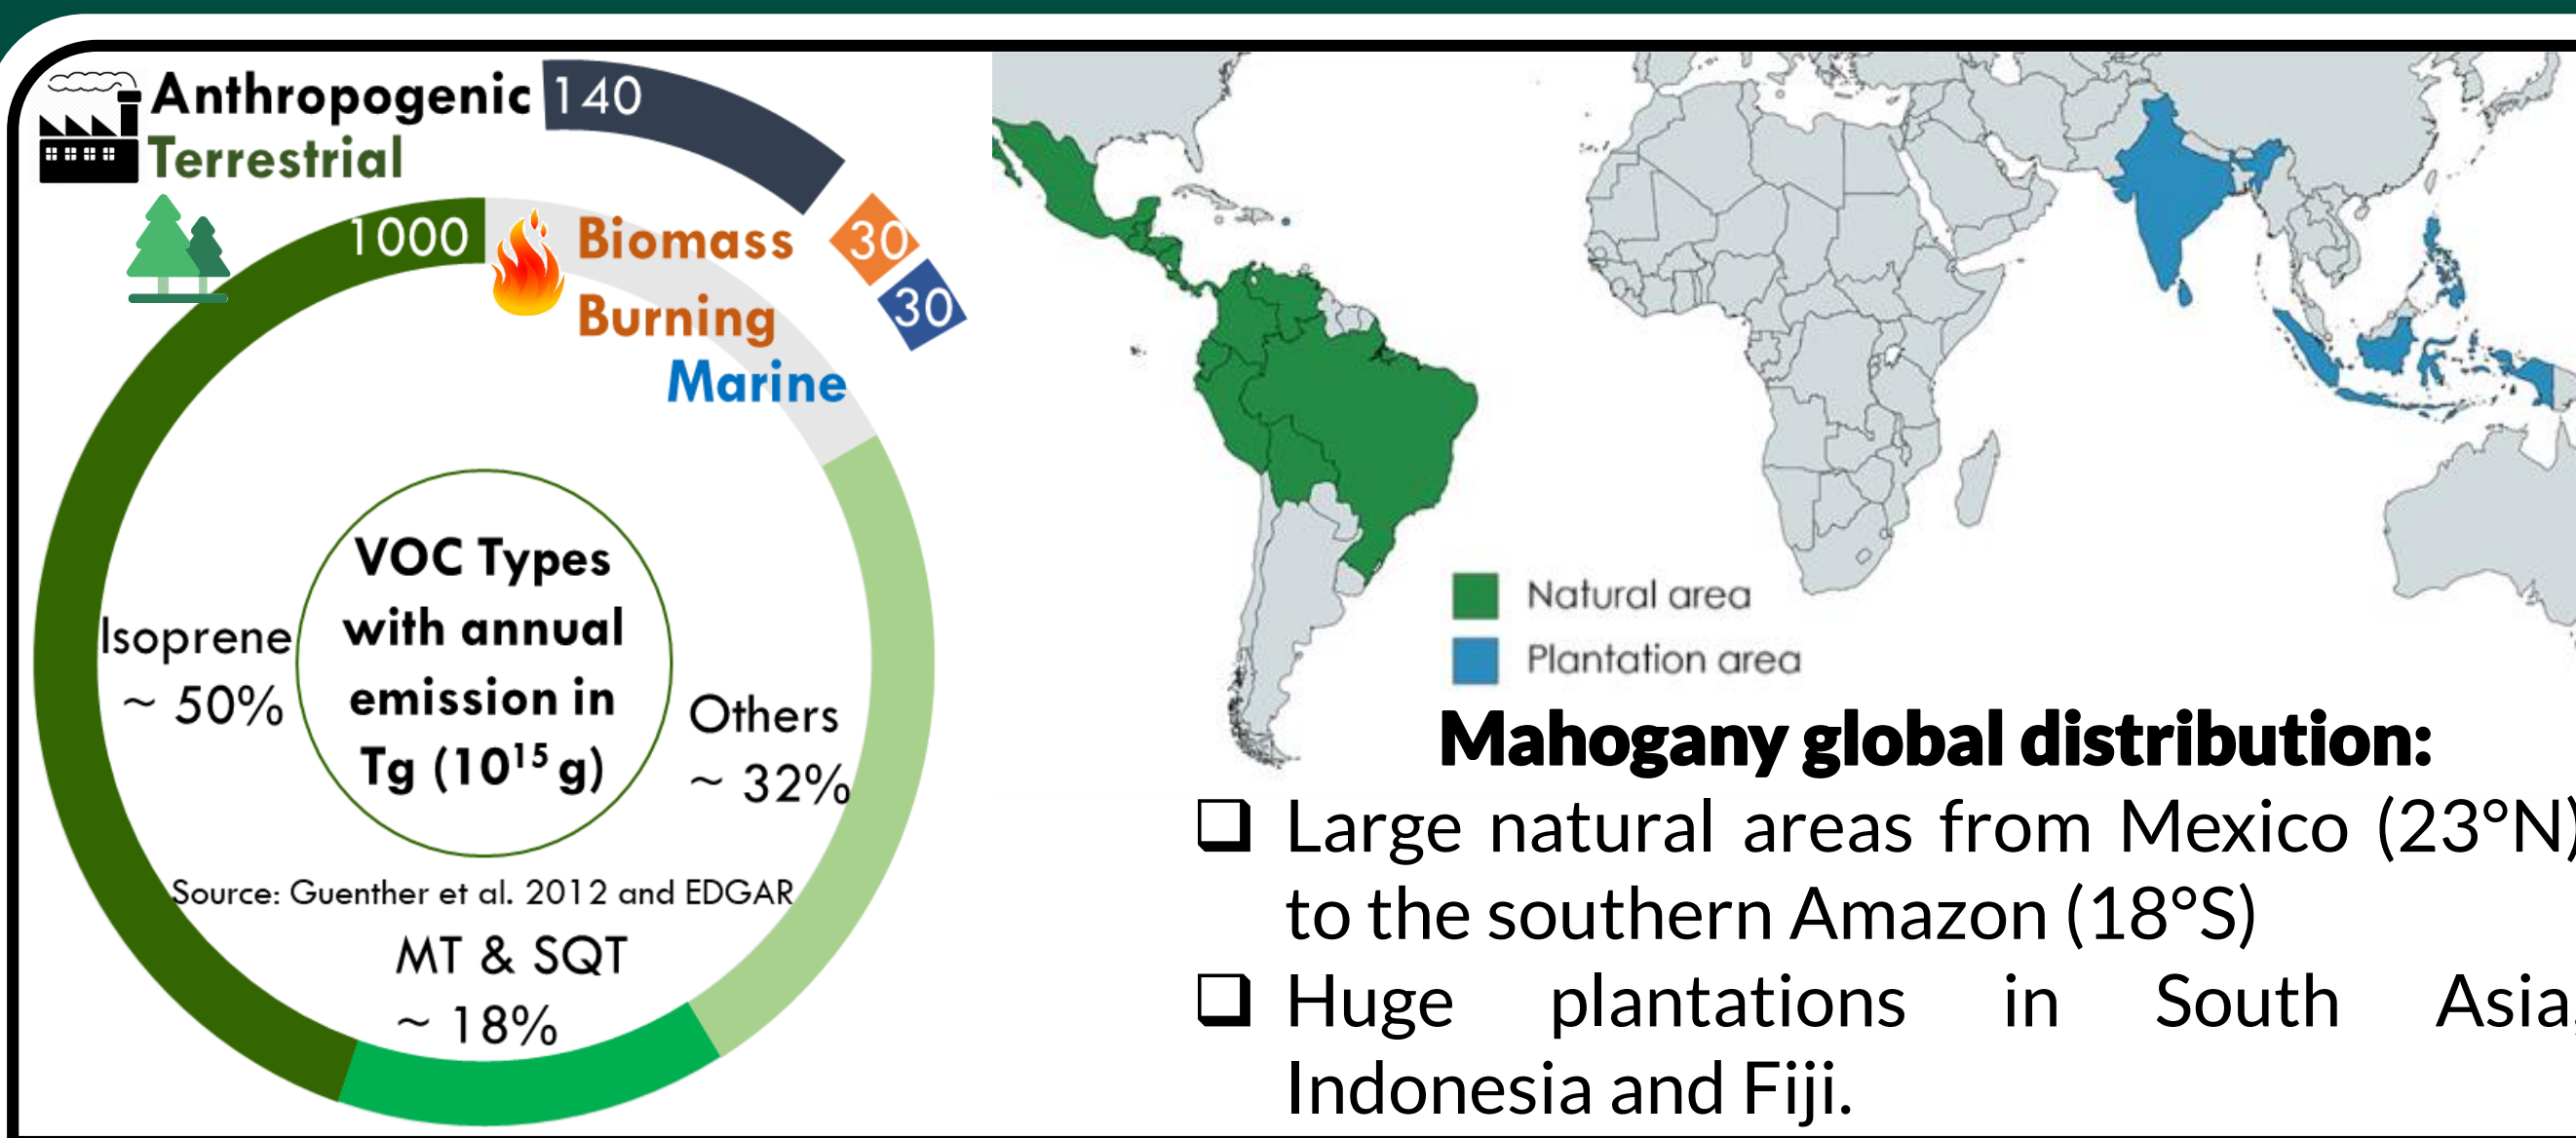 Anthropogenic 140
Terrestrial
1000
Biomass 30
Burning 30
Marine
VOC Types
with annual
emission in
Tg (10¹⁵ g)
Isoprene
~ 50%
Others
~ 32%
Source: Guenther et al. 2012 and EDGAR
MT & SQT
~ 18%
Natural area
Plantation area
Mahogany global distribution:
❑ Large natural areas from Mexico (23°N)
to the southern Amazon (18°S)
❑ Huge plantations in South Asia,
Indonesia and Fiji.